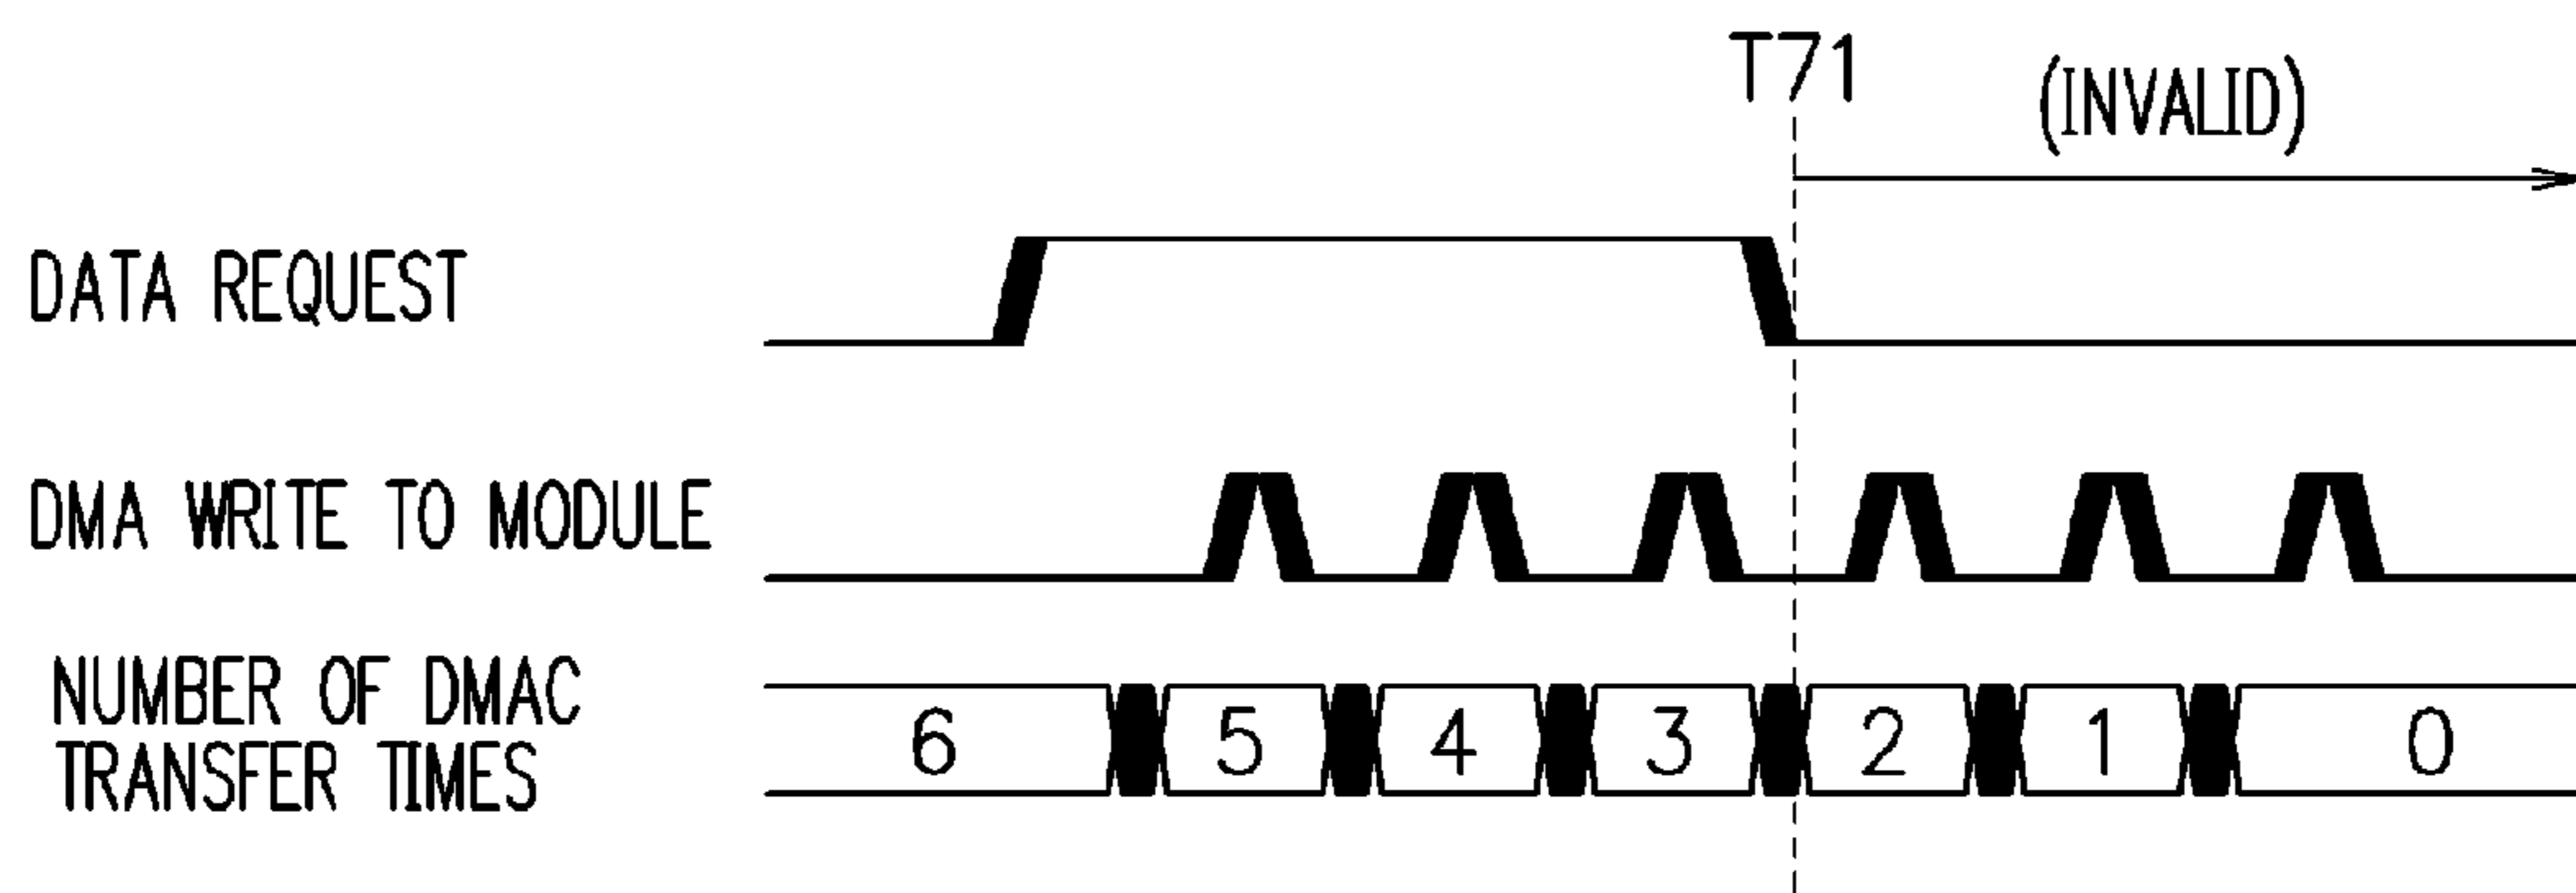 T71
(INVALID)
DATA REQUEST
DMA WRITE TO MODULE
NUMBER OF DMAC
TRANSFER TIMES
6 5 4 3 2 1 0